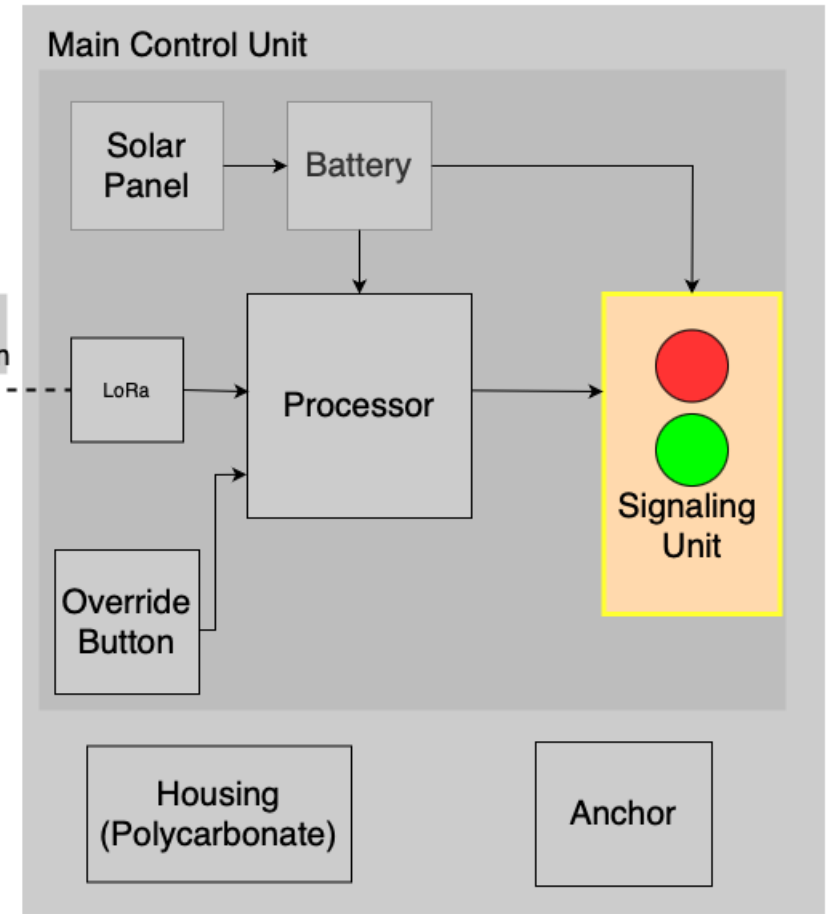 Main Control Unit
Solar
Panel
Battery
LoRa
Processor
Signaling
Unit
Override
Button
Housing
(Polycarbonate)
Anchor